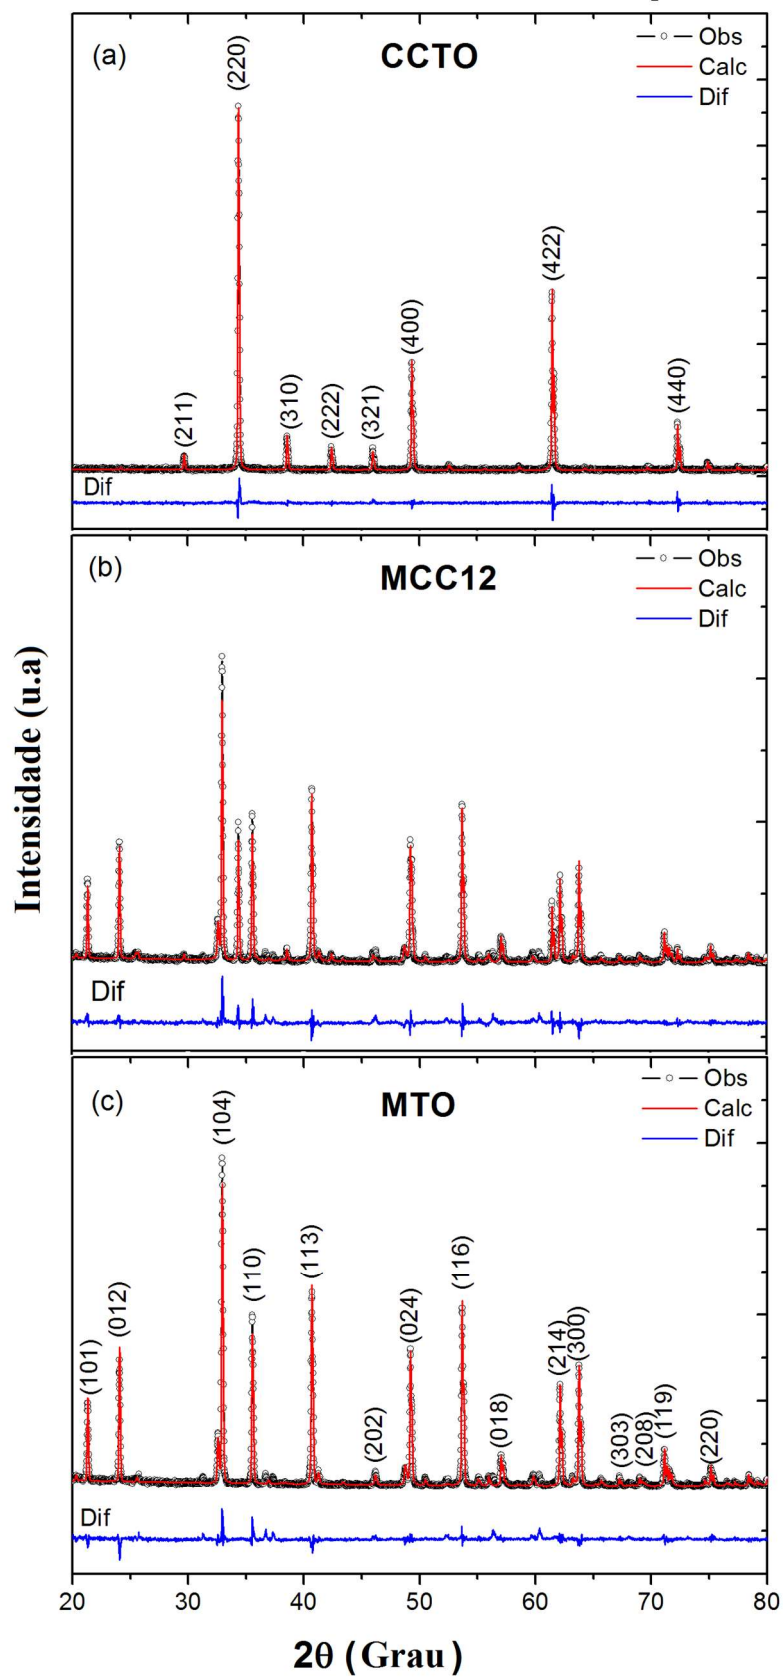 (a)
CCTO
Obs
Calc
Dif
(220)
(211)
(310)
(222)
(321)
(400)
(422)
(440)
Dif
(b)
MCC12
Obs
Calc
Dif
Dif
(c)
MTO
Obs
Calc
Dif
(101)
(012)
(104)
(110)
(113)
(202)
(024)
(116)
(018)
(214)
(300)
(303)
(208)
(119)
(220)
Dif
20 30 40 50 60 70 80
2θ (Grau)
Intensidade (u.a)